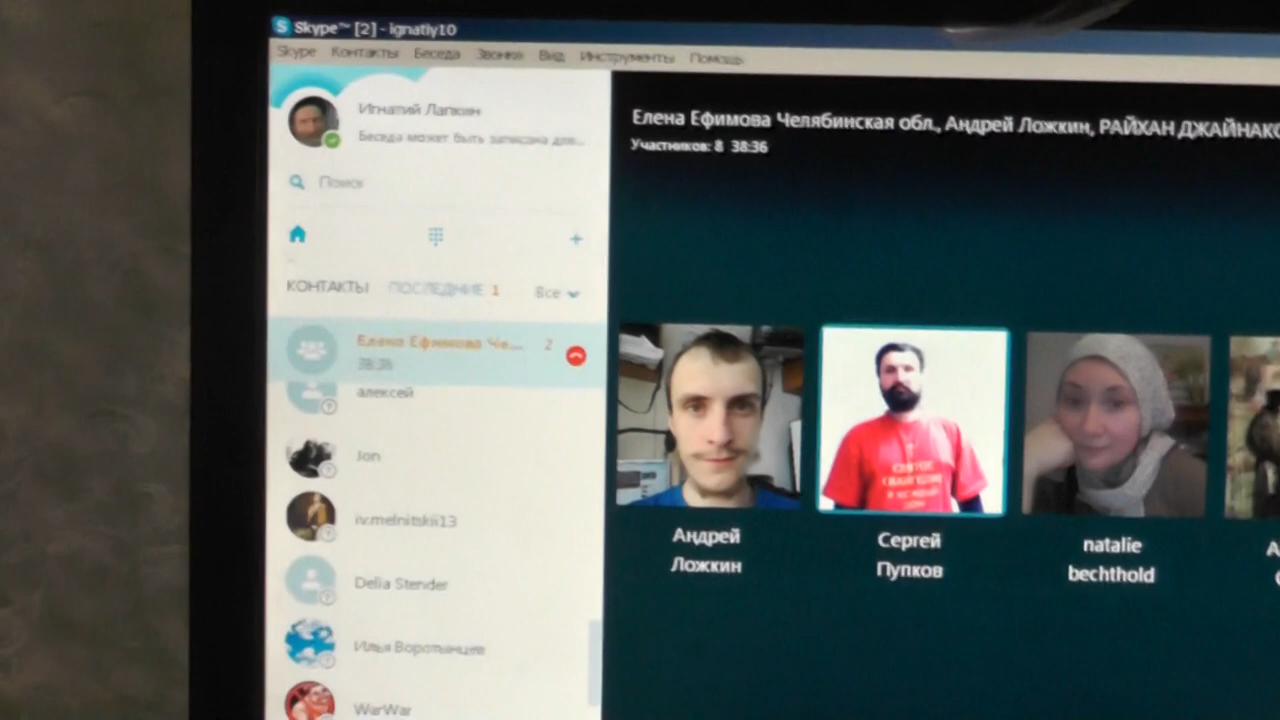 Skype™ [2] - ignatiy10
Skype Контакты Беседа Звонки Вид Инструменты Помощь
Игнатий Лапкин
Беседа может быть записана для...
Поиск
КОНТАКТЫ ПОСЛЕДНИЕ 1 Все
Елена Ефимова Че... 2
38:36
алексей
Jon
iv.melnitskii13
Delia Stender
Илья Воротынцев
WarWar
Елена Ефимова Челябинская обл., Андрей Ложкин, РАЙХАН ДЖАЙНАКО
Участников: 8 38:36
Андрей
Ложкин
Сергей
Пупков
natalie
bechthold